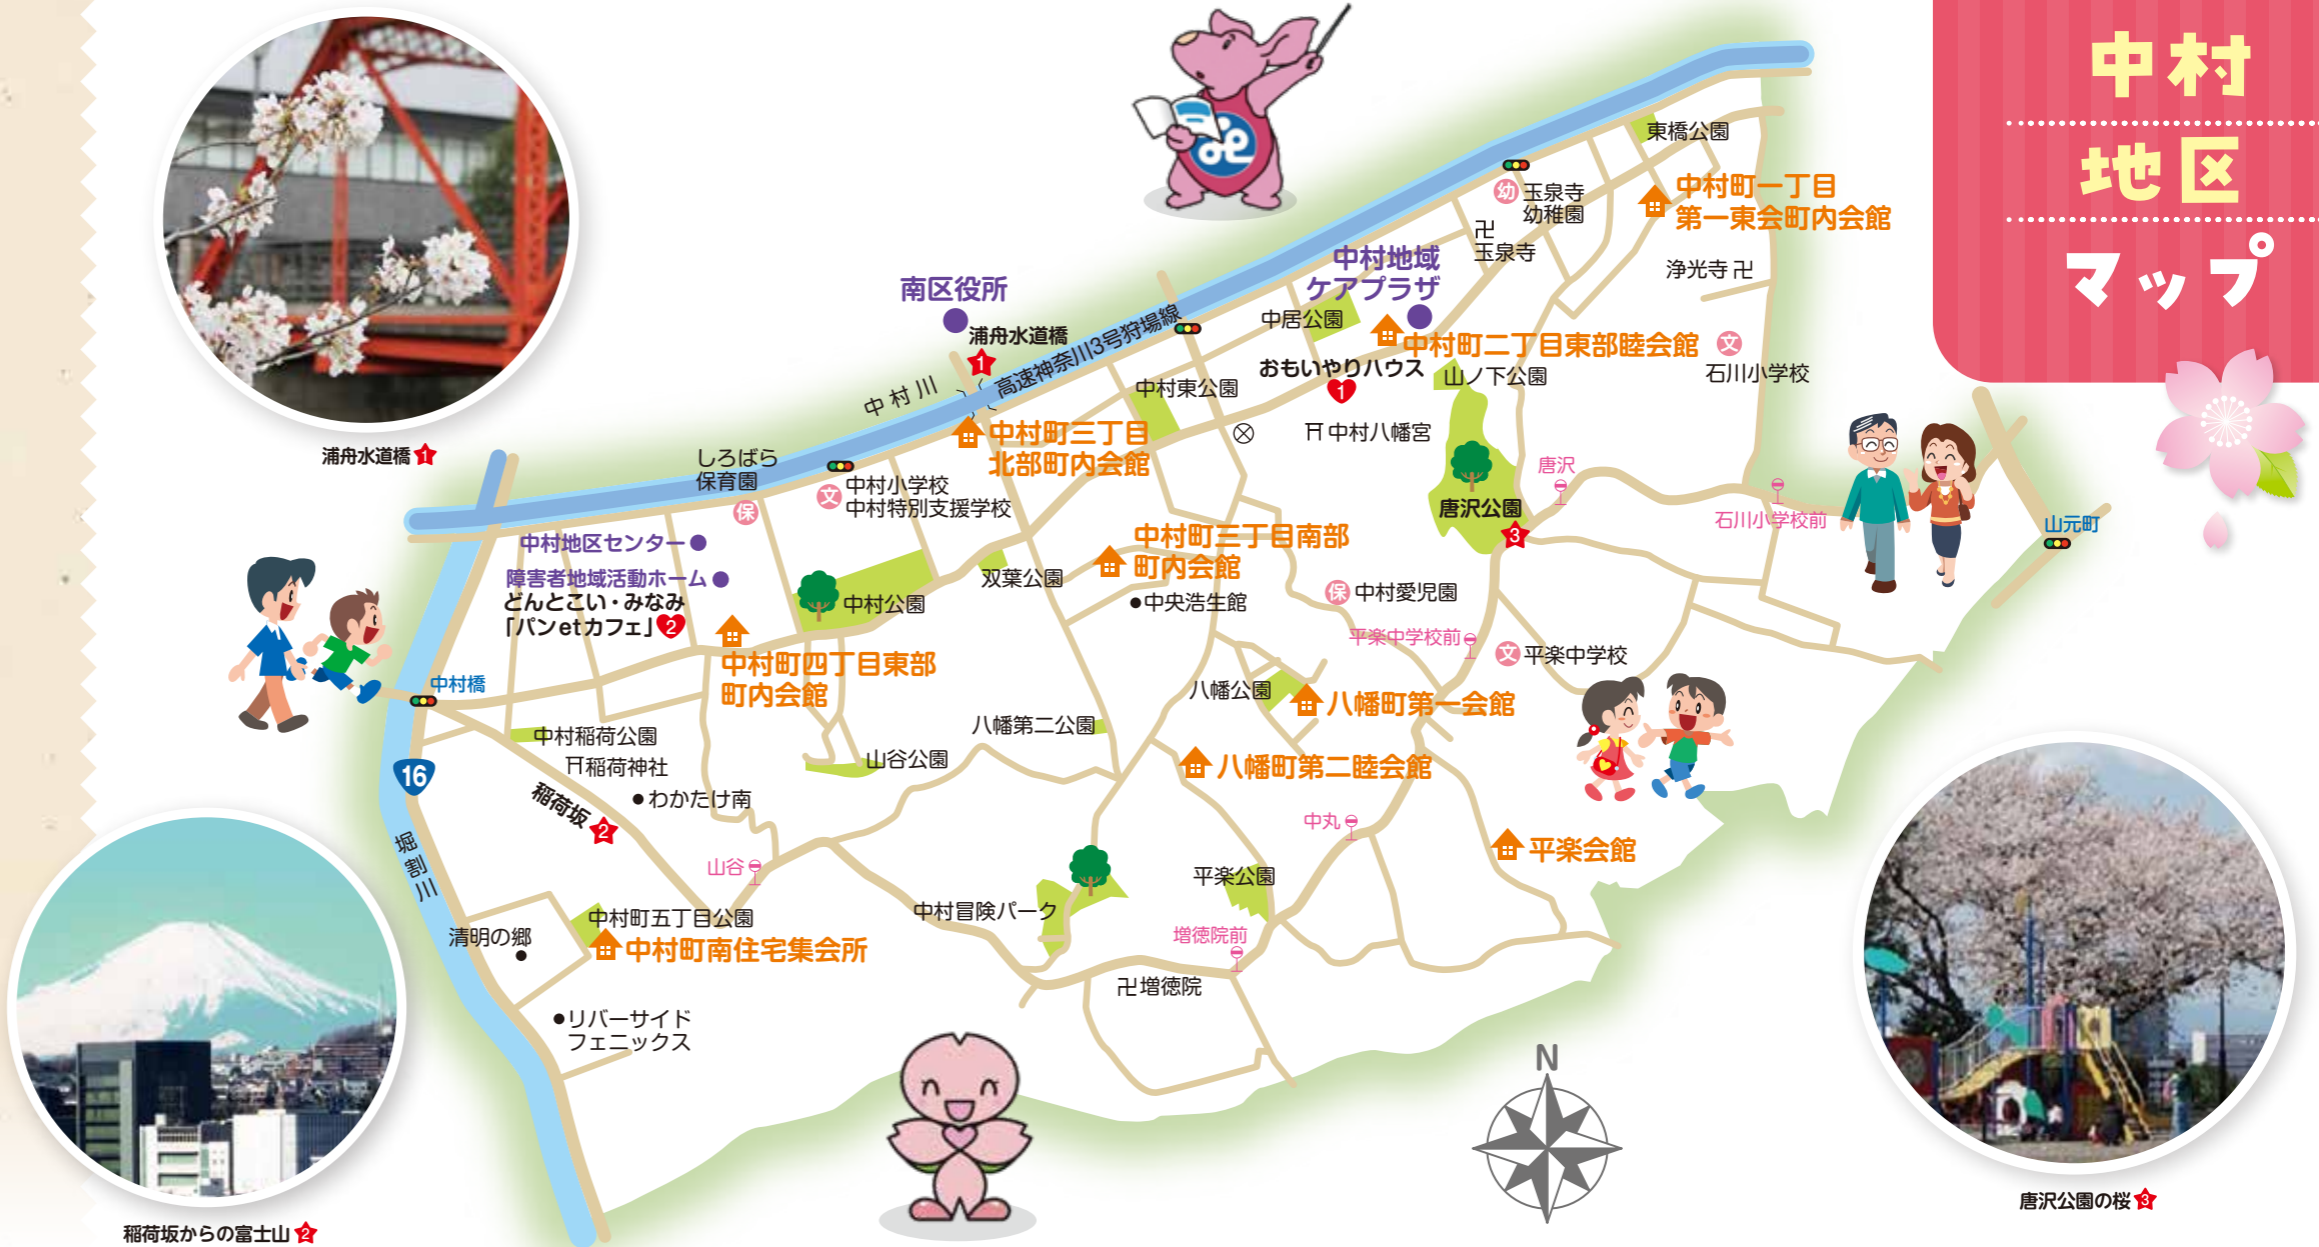 中村
地区
マップ
浦舟水道橋 1
稲荷坂からの富士山 2
唐沢公園の桜 3
南区役所
浦舟水道橋
1
中村川
高速神奈川3号狩場線
東橋公園
幼 玉泉寺
幼稚園
卍
玉泉寺
中村町一丁目
第一東会町内会館
浄光寺 卍
中村地域
ケアプラザ
中居公園
中村町二丁目東部睦会館
文
石川小学校
おもいやりハウス
1
山ノ下公園
中村東公園
中村八幡宮
中村町三丁目
北部町内会館
しろばら
保育園
保
文 中村小学校
中村特別支援学校
唐沢
唐沢公園
3
石川小学校前
山元町
中村地区センター
障害者地域活動ホーム
どんとこい・みなみ
「パンetカフェ」2
中村公園
双葉公園
中村町三丁目南部
町内会館
中央浩生館
保 中村愛児園
平楽中学校前
文 平楽中学校
中村町四丁目東部
町内会館
中村橋
八幡公園
八幡町第一会館
中村稲荷公園
稲荷神社
八幡第二公園
山谷公園
八幡町第二睦会館
16
稲荷坂 2
わかたけ南
堀割川
中丸
平楽会館
山谷
平楽公園
中村冒険パーク
中村町五丁目公園
清明の郷
中村町南住宅集会所
増徳院前
卍増徳院
リバーサイド
フェニックス
N